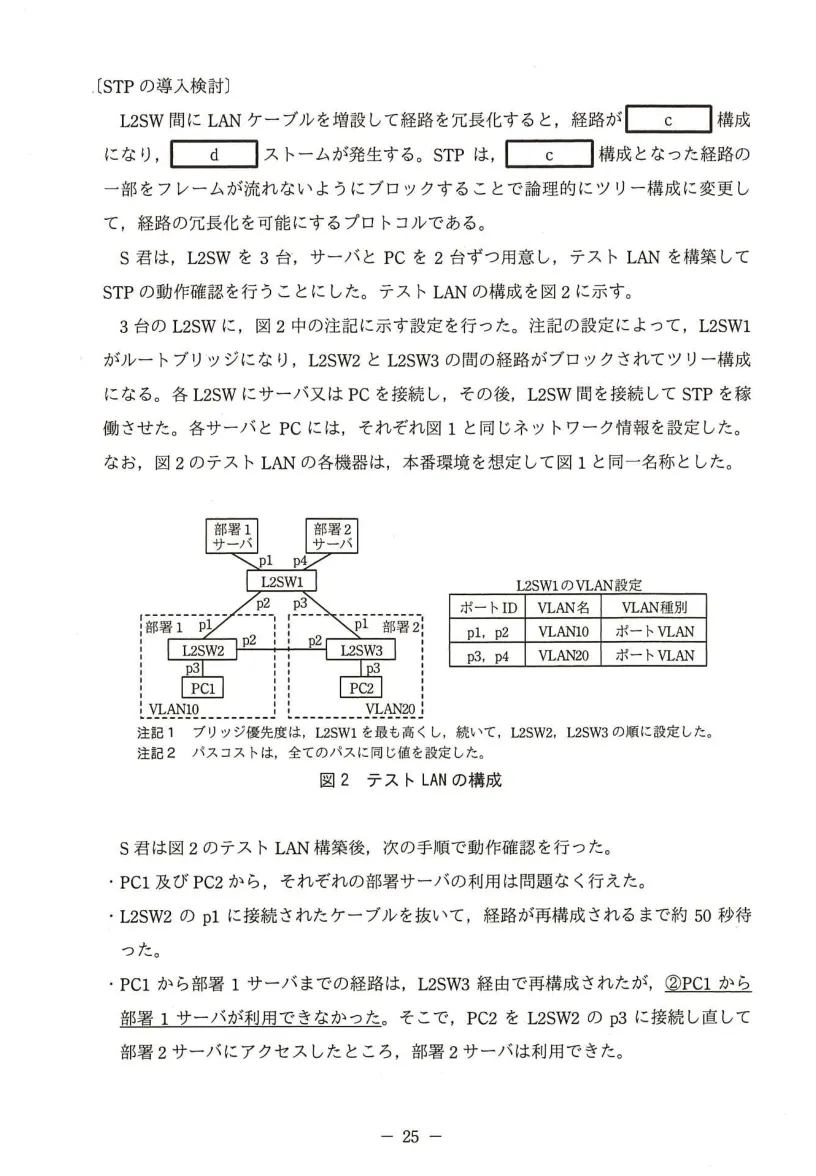 〔STP の導入検討〕
L2SW 間に LAN ケーブルを増設して経路を冗長化すると，経路が c 構成
になり， d ストームが発生する。STP は， c 構成となった経路の
一部をフレームが流れないようにブロックすることで論理的にツリー構成に変更し
て，経路の冗長化を可能にするプロトコルである。
S 君は，L2SW を 3 台，サーバと PC を 2 台ずつ用意し，テスト LAN を構築して
STP の動作確認を行うことにした。テスト LAN の構成を図 2 に示す。
3 台の L2SW に，図 2 中の注記に示す設定を行った。注記の設定によって，L2SW1
がルートブリッジになり，L2SW2 と L2SW3 の間の経路がブロックされてツリー構成
になる。各 L2SW にサーバ又は PC を接続し，その後，L2SW 間を接続して STP を稼
働させた。各サーバと PC には，それぞれ図 1 と同じネットワーク情報を設定した。
なお，図 2 のテスト LAN の各機器は，本番環境を想定して図 1 と同一名称とした。
部署1
サーバ
部署2
サーバ
p1 p4
L2SW1
p2 p3
部署1 p1
p1 部署2
L2SW2 p2
p2 L2SW3
p3
p3
PC1
PC2
VLAN10
VLAN20
L2SW1のVLAN設定
ポートID VLAN名 VLAN種別
p1，p2 VLAN10 ポートVLAN
p3，p4 VLAN20 ポートVLAN
注記1 ブリッジ優先度は，L2SW1 を最も高くし，続いて，L2SW2，L2SW3 の順に設定した。
注記2 パスコストは，全てのパスに同じ値を設定した。
図 2 テスト LAN の構成
S 君は図 2 のテスト LAN 構築後，次の手順で動作確認を行った。
・PC1 及び PC2 から，それぞれの部署サーバの利用は問題なく行えた。
・L2SW2 の p1 に接続されたケーブルを抜いて，経路が再構成されるまで約 50 秒待
った。
・PC1 から部署 1 サーバまでの経路は，L2SW3 経由で再構成されたが，②PC1 から
部署 1 サーバが利用できなかった。そこで，PC2 を L2SW2 の p3 に接続し直して
部署 2 サーバにアクセスしたところ，部署 2 サーバは利用できた。
－ 25 －